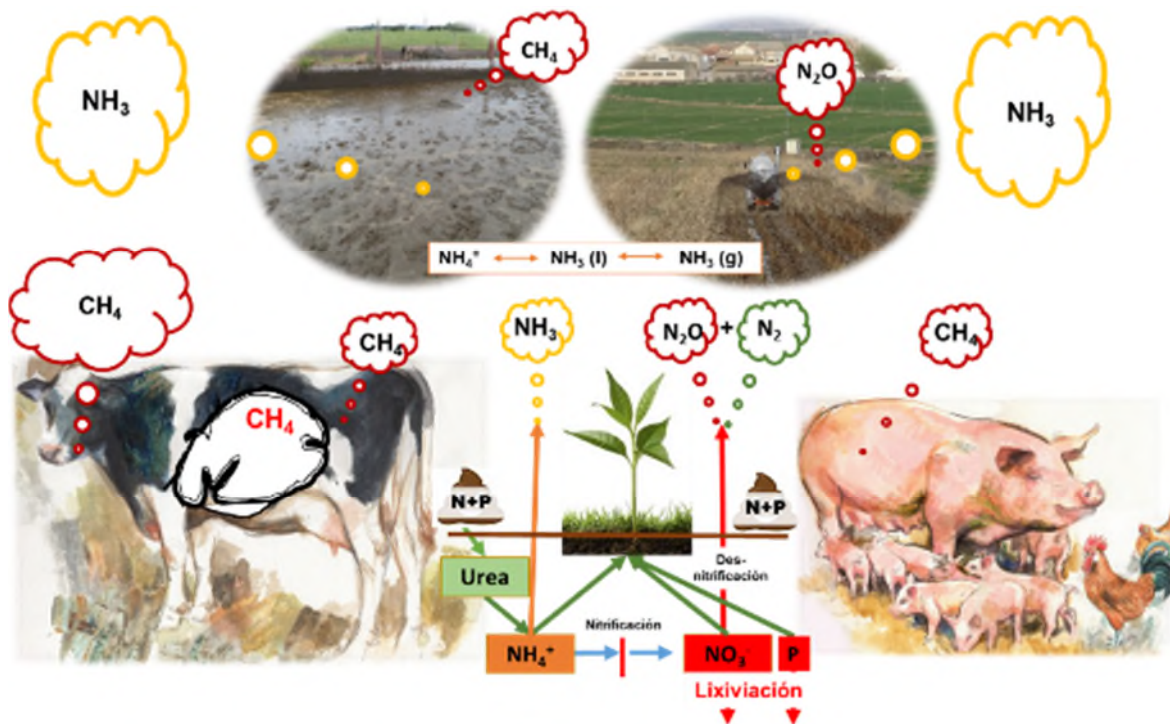 CH₄
N₂O
NH₃
NH₃
NH₄⁺ NH₃ (l) NH₃ (g)
CH₄
NH₃
N₂O + N₂
CH₄
CH₄
CH₄
N+P
N+P
Des-
nitrificación
Urea
Nitrificación
NH₄⁺
NO₃⁻
P
Lixiviación